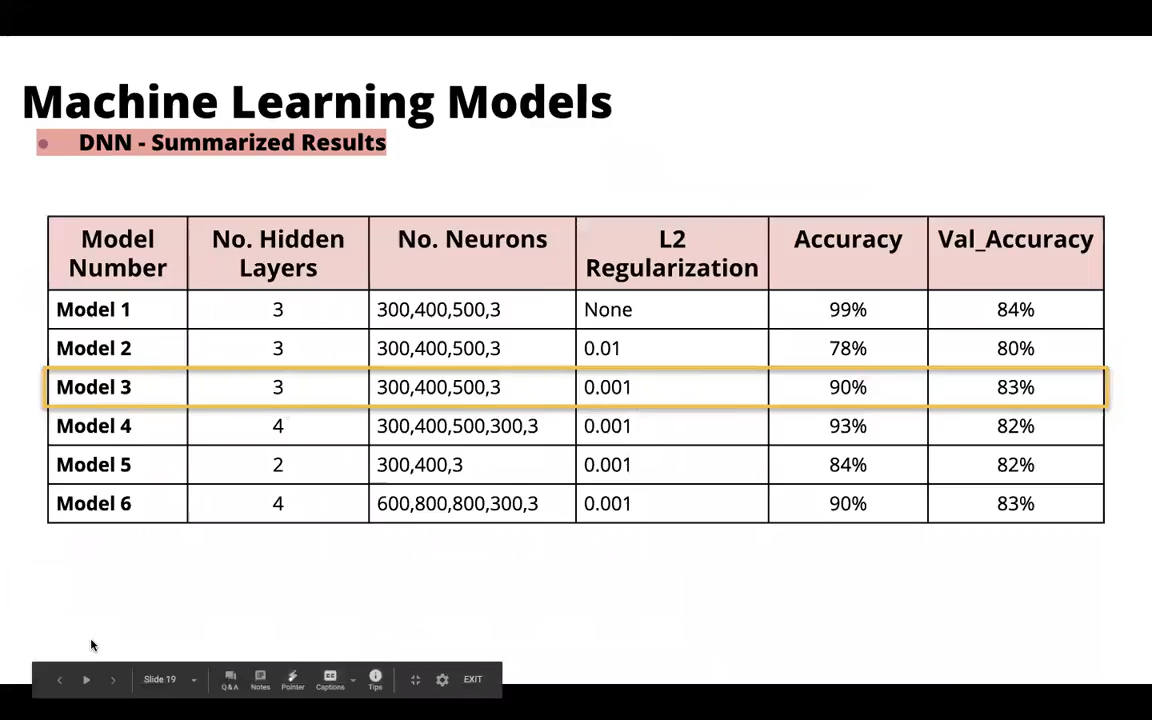 Machine Learning Models
DNN - Summarized Results
Model Number No. Hidden Layers No. Neurons L2 Regularization Accuracy Val_Accuracy
Model 1 3 300,400,500,3 None 99% 84%
Model 2 3 300,400,500,3 0.01 78% 80%
Model 3 3 300,400,500,3 0.001 90% 83%
Model 4 4 300,400,500,300,3 0.001 93% 82%
Model 5 2 300,400,3 0.001 84% 82%
Model 6 4 600,800,800,300,3 0.001 90% 83%
Slide 19 Q&A Notes Pointer Captions Tips EXIT